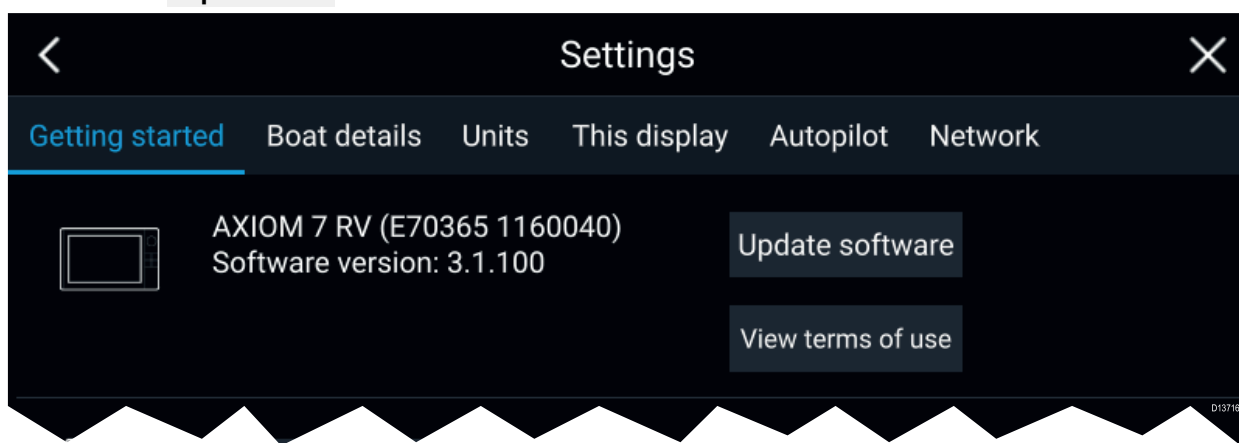 Settings
Getting started Boat details Units This display Autopilot Network
AXIOM 7 RV (E70365 1160040)
Software version: 3.1.100
Update software
View terms of use
D13716